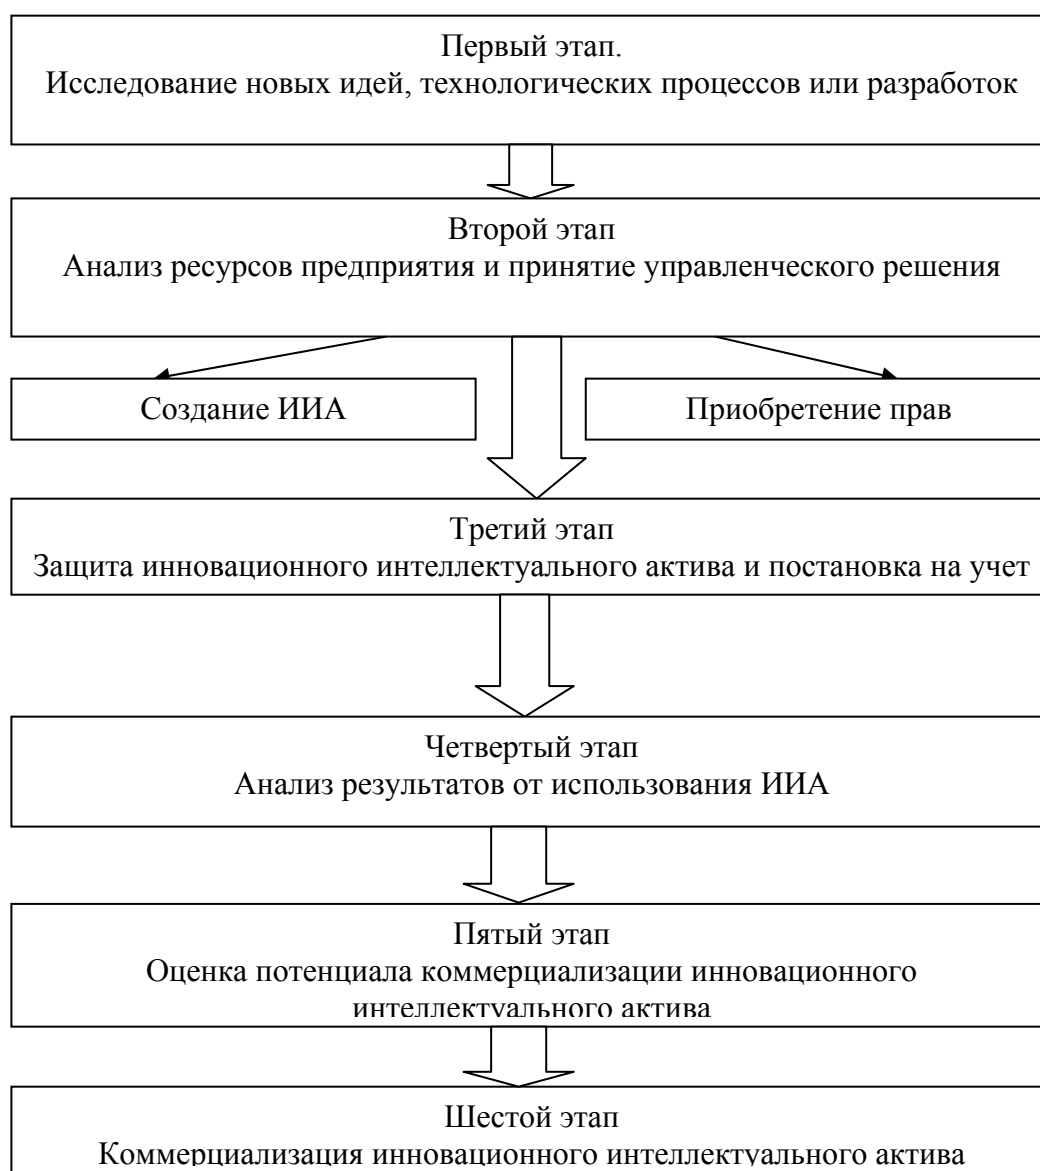 Первый этап.
Исследование новых идей, технологических процессов или разработок
Второй этап
Анализ ресурсов предприятия и принятие управленческого решения
Создание ИИА
Приобретение прав
Третий этап
Защита инновационного интеллектуального актива и постановка на учет
Четвертый этап
Анализ результатов от использования ИИА
Пятый этап
Оценка потенциала коммерциализации инновационного
интеллектуального актива
Шестой этап
Коммерциализация инновационного интеллектуального актива